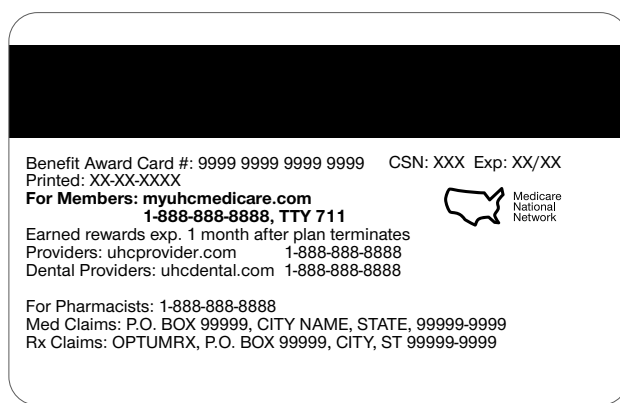 Benefit Award Card #: 9999 9999 9999 9999 CSN: XXX Exp: XX/XX
Printed: XX-XX-XXXX
For Members: myuhcmedicare.com
1-888-888-8888, TTY 711
Medicare
National
Network
Earned rewards exp. 1 month after plan terminates
Providers: uhcprovider.com 1-888-888-8888
Dental Providers: uhcdental.com 1-888-888-8888
For Pharmacists: 1-888-888-8888
Med Claims: P.O. BOX 99999, CITY NAME, STATE, 99999-9999
Rx Claims: OPTUMRX, P.O. BOX 99999, CITY, ST 99999-9999